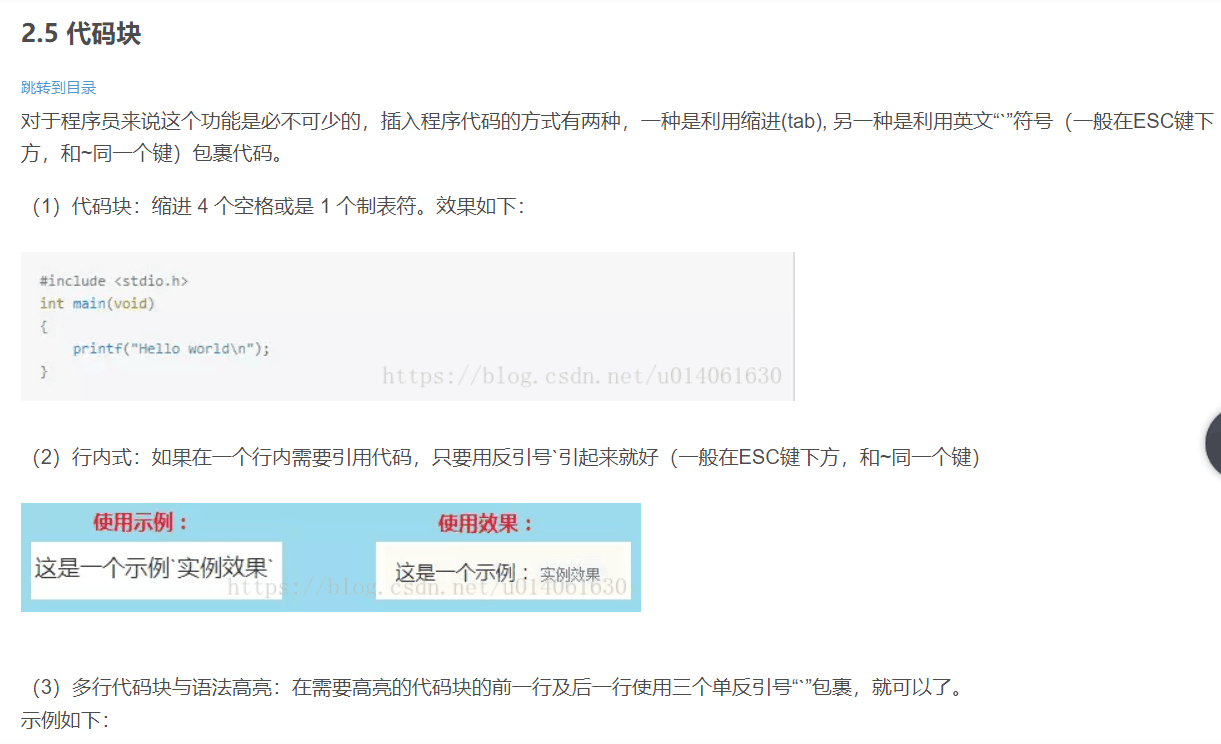 2.5 代码块
跳转到目录
对于程序员来说这个功能是必不可少的，插入程序代码的方式有两种，一种是利用缩进(tab), 另一种是利用英文“`”符号（一般在ESC键下
方，和~同一个键）包裹代码。
（1）代码块：缩进 4 个空格或是 1 个制表符。效果如下：
#include <stdio.h>
int main(void)
{
    printf("Hello world\n");
}
https://blog.csdn.net/u014061630
（2）行内式：如果在一个行内需要引用代码，只要用反引号`引起来就好（一般在ESC键下方，和~同一个键）
使用示例： 使用效果：
这是一个示例`实例效果` 这是一个示例：实例效果
https://blog.csdn.net/u014061630
（3）多行代码块与语法高亮：在需要高亮的代码块的前一行及后一行使用三个单反引号“`”包裹，就可以了。
示例如下：